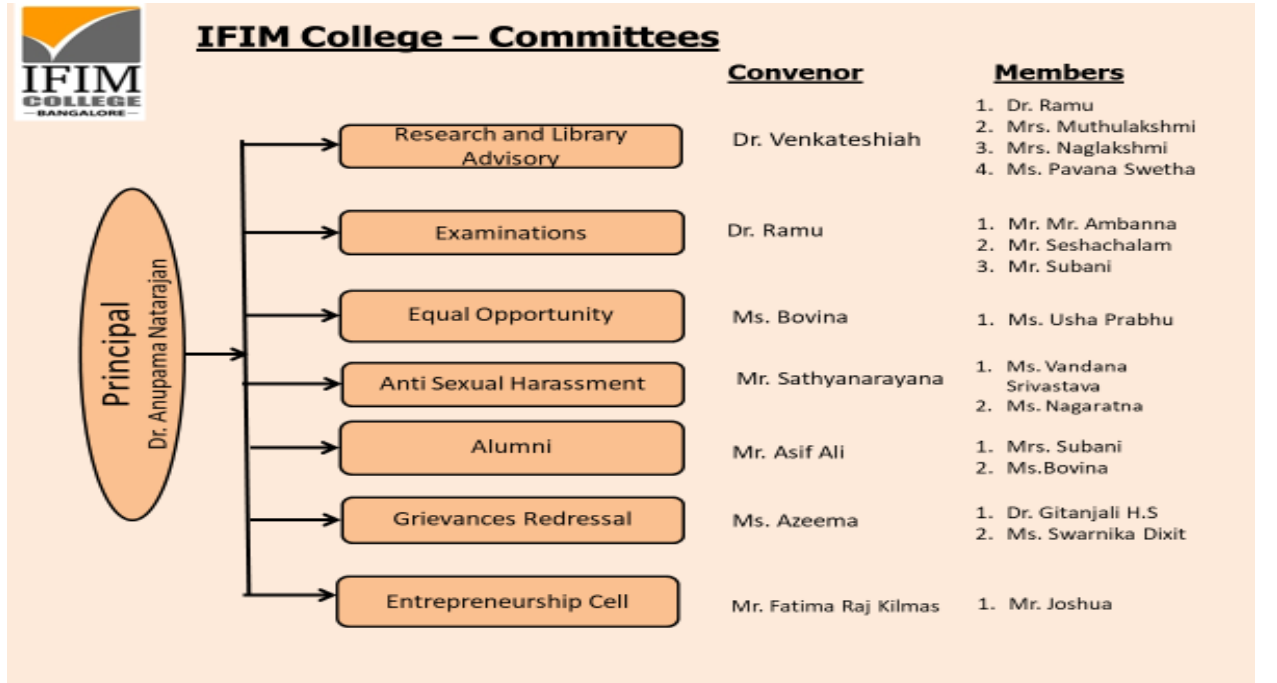 IFIM College – Committees
IFIM
COLLEGE
—BANGALORE—
Convenor
Members
Principal
Dr. Anupama Natarajan
Research and Library
Advisory
Dr. Venkateshiah
1. Dr. Ramu
2. Mrs. Muthulakshmi
3. Mrs. Naglakshmi
4. Ms. Pavana Swetha
Examinations
Dr. Ramu
1. Mr. Mr. Ambanna
2. Mr. Seshachalam
3. Mr. Subani
Equal Opportunity
Ms. Bovina
1. Ms. Usha Prabhu
Anti Sexual Harassment
Mr. Sathyanarayana
1. Ms. Vandana
Srivastava
2. Ms. Nagaratna
Alumni
Mr. Asif Ali
1. Mrs. Subani
2. Ms.Bovina
Grievances Redressal
Ms. Azeema
1. Dr. Gitanjali H.S
2. Ms. Swarnika Dixit
Entrepreneurship Cell
Mr. Fatima Raj Kilmas
1. Mr. Joshua